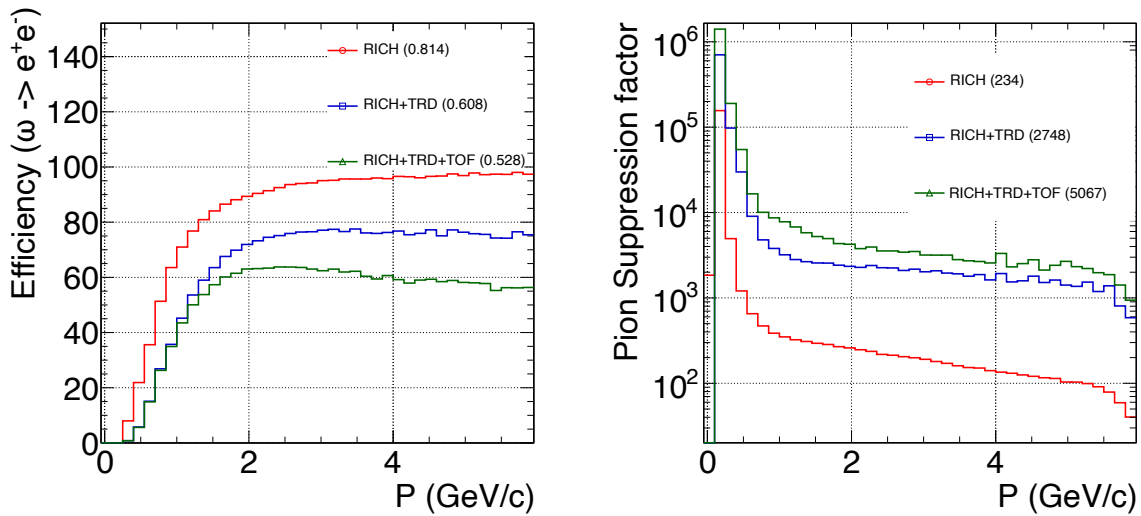 Efficiency (ω -> e⁺e⁻)
140
120
100
80
60
40
20
0
RICH (0.814)
RICH+TRD (0.608)
RICH+TRD+TOF (0.528)
0 2 4
P (GeV/c)
Pion Suppression factor
10⁶
10⁵
10⁴
10³
10²
RICH (234)
RICH+TRD (2748)
RICH+TRD+TOF (5067)
0 2 4
P (GeV/c)